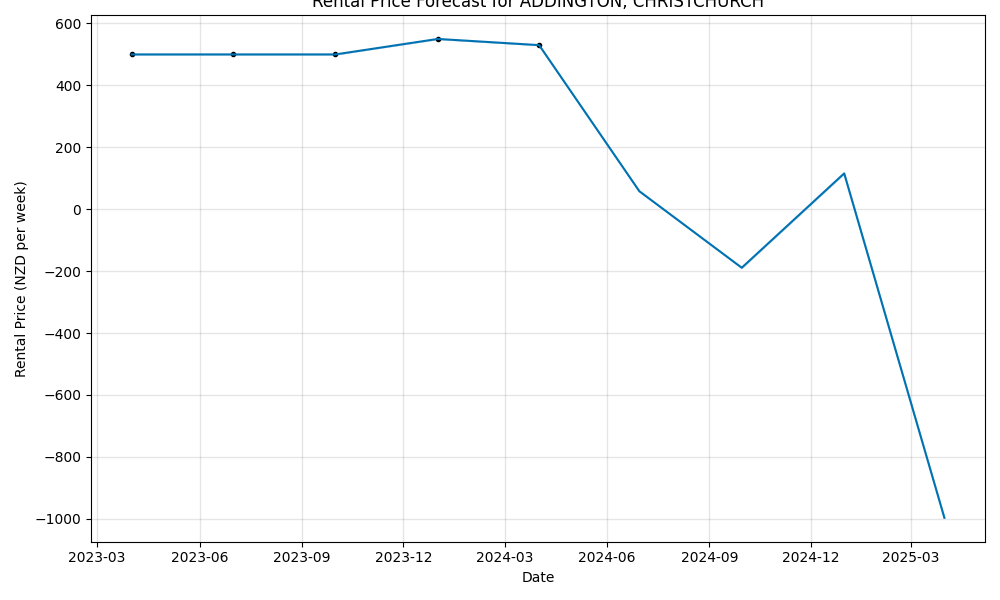 Rental Price Forecast for ADDINGTON, CHRISTCHURCH
600
400
200
0
−200
−400
−600
−800
−1000
Rental Price (NZD per week)
2023-03 2023-06 2023-09 2023-12 2024-03 2024-06 2024-09 2024-12 2025-03
Date